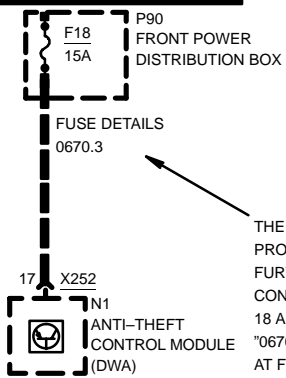 P90
F18
FRONT POWER
15A
DISTRIBUTION BOX
FUSE DETAILS
0670.3
THE
PRO
FUR
CON
18 A
"0670
AT F
17 X252
N1
ANTI–THEFT
CONTROL MODULE
(DWA)